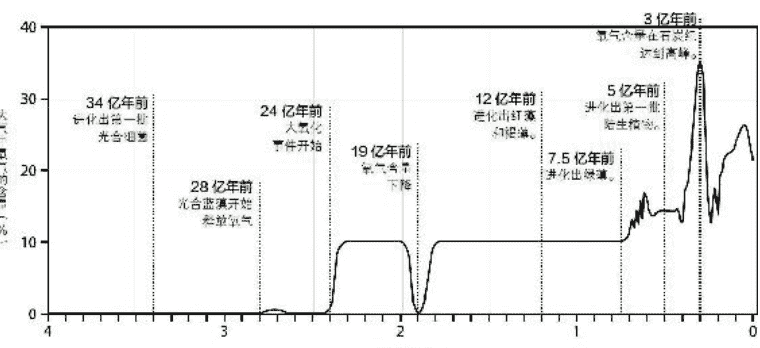 40
30
20
10
0
34 亿年前
进化出第一批
光合细菌
28 亿年前
光合蓝藻开始
释放氧气
24 亿年前
大氧化
事件开始
19 亿年前
氧气含量
下降
12 亿年前
进化出红藻
和褐藻。
7.5 亿年前
进化出绿藻。
5 亿年前
进化出第一批
陆生植物。
3 亿年前
氧气含量在石炭纪
达到高峰。
4 3 2 1 0